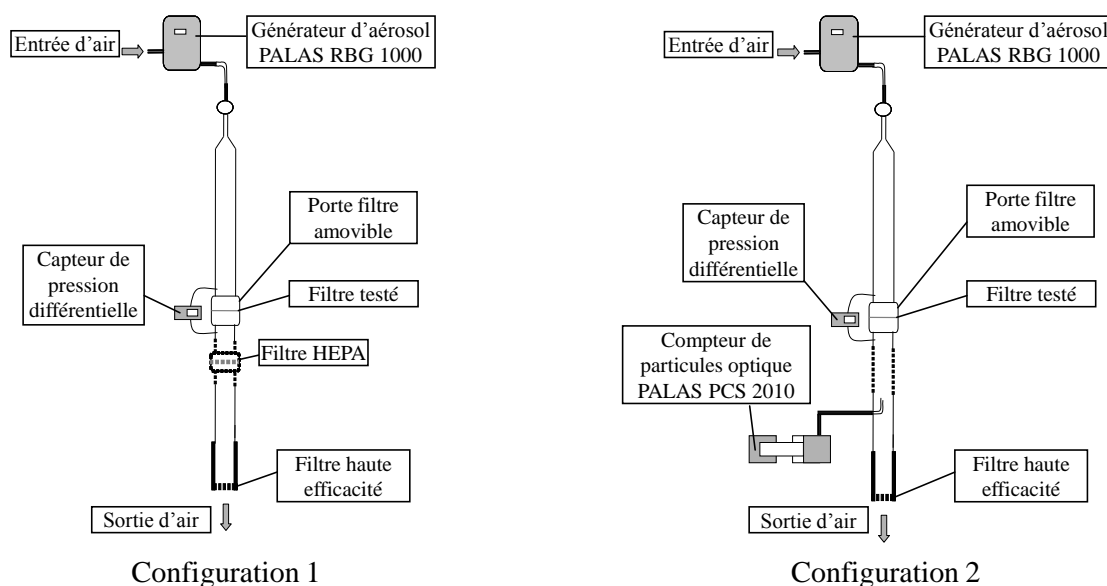 Entrée d'air
Générateur d'aérosol
PALAS RBG 1000
Porte filtre
amovible
Capteur de
pression
différentielle
Filtre testé
Filtre HEPA
Filtre haute
efficacité
Sortie d'air
Configuration 1
Entrée d'air
Générateur d'aérosol
PALAS RBG 1000
Porte filtre
amovible
Capteur de
pression
différentielle
Filtre testé
Compteur de
particules optique
PALAS PCS 2010
Filtre haute
efficacité
Sortie d'air
Configuration 2